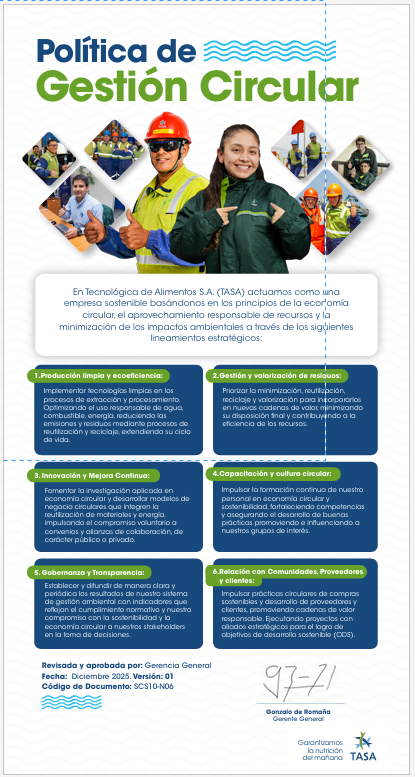 Política de
Gestión Circular
En Tecnológica de Alimentos S.A. (TASA) actuamos como una
empresa sostenible basándonos en los principios de la economía
circular, el aprovechamiento responsable de recursos y la
minimización de los impactos ambientales a través de los siguientes
lineamientos estratégicos:
1.Producción limpia y ecoeficiencia:
Implementar tecnologías limpias en los
procesos de extracción y procesamiento.
Optimizando el uso responsable de agua,
combustible, energía, reduciendo las
emisiones y residuos mediante procesos de
reutilización y reciclaje, extendiendo su ciclo
de vida.
2.Gestión y valorización de residuos:
Priorizar la minimización, reutilización,
reciclaje y valorización para incorporarlos
en nuevas cadenas de valor, minimizando
su disposición final y contribuyendo a la
eficiencia de los recursos.
3. Innovación y Mejora Continua:
Fomentar la investigación aplicada en
economía circular y desarrollar modelos de
negocio circulares que integren la
reutilización de materiales y energía,
impulsando el compromiso voluntario a
convenios y alianzas de colaboración, de
carácter público o privado.
4.Capacitación y cultura circular:
Impulsar la formación continua de nuestro
personal en economía circular y
sostenibilidad, fortaleciendo competencias
y asegurando el desarrollo de buenas
prácticas promoviendo e influenciando a
nuestros grupos de interés.
5. Gobernanza y Transparencia:
Establecer y difundir de manera clara y
periódica los resultados de nuestro sistema
de gestión ambiental con indicadores que
reflejan el cumplimiento normativo y nuestro
compromiso con la sostenibilidad y la
economía circular a nuestros stakeholders
en la toma de decisiones.
6.Relación con Comunidades, Proveedores
y clientes:
Impulsar prácticas circulares de compras
sostenibles y desarrollo de proveedores y
clientes, promoviendo cadenas de valor
responsable. Ejecutando proyectos con
aliados estratégicos para el logro de
objetivos de desarrollo sostenible (ODS).
Revisada y aprobada por: Gerencia General
Fecha: Diciembre 2025. Versión: 01
Código de Documento: SCS10-N06
Gonzalo de Romaña
Gerente General
Garantizamos
la nutrición
del mañana
TASA